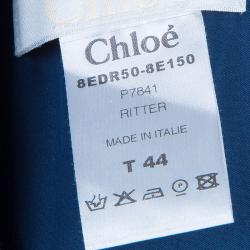 Chloé
8EDR50-8E150
P7841
RITTER
MADE IN ITALIE
T 44